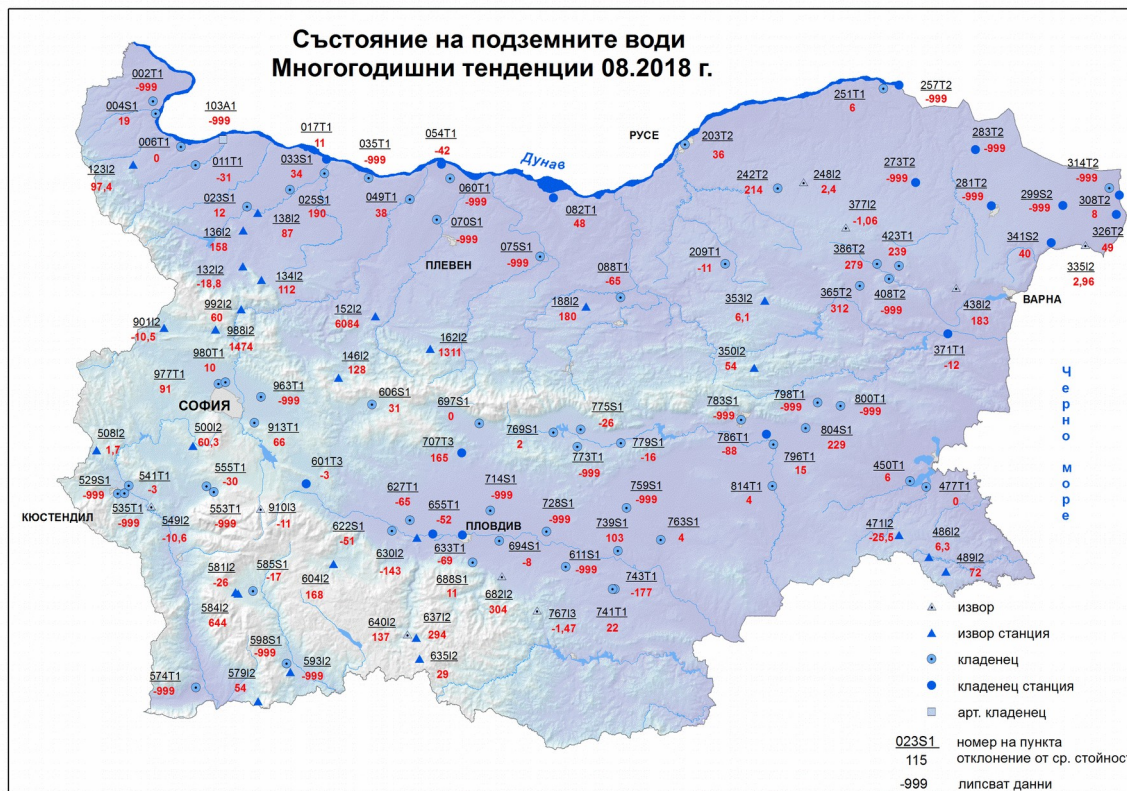 Състояние на подземните води
Многогодишни тенденции 08.2018 г.
002T1
-999
004S1
19
103A1
-999
006T1
0
011T1
-31
123I2
97,4
017T1
11
033S1
34
035T1
-999
054T1
-42
Дунав
РУСЕ
203T2
36
251T1
6
257T2
-999
283T2
-999
314T2
-999
023S1
12
025S1
190
138I2
87
136I2
158
049T1
38
060T1
-999
070S1
-999
082T1
48
242T2
214
248I2
2,4
273T2
-999
281T2
-999
299S2
-999
308T2
8
326T2
49
377I2
-1,06
423T1
239
386T2
279
341S2
40
335I2
2,96
132I2
-18,8
134I2
112
ПЛЕВЕН
075S1
-999
088T1
-65
209T1
-11
365T2
312
408T2
-999
438I2
183
ВАРНА
992I2
60
901I2
-10,5
988I2
1474
152I2
6084
188I2
180
353I2
6,1
371T1
-12
980T1
10
977T1
91
162I2
1311
146I2
128
350I2
54
963T1
-999
СОФИЯ
606S1
31
697S1
0
775S1
-26
783S1
-999
798T1
-999
800T1
-999
Черно море
508I2
1,7
500I2
60,3
913T1
66
707T3
165
769S1
2
773T1
-999
779S1
-16
786T1
-88
804S1
229
796T1
15
529S1
-999
541T1
-3
555T1
-30
601T3
-3
814T1
4
450T1
6
477T1
0
КЮСТЕНДИЛ
535T1
-999
549I2
-10,6
553T1
-999
910I3
-11
627T1
-65
655T1
-52
714S1
-999
728S1
-999
759S1
-999
622S1
-51
ПЛОВДИВ
739S1
103
763S1
4
471I2
-25,5
486I2
6,3
489I2
72
630I2
-143
633T1
-69
694S1
-8
611S1
-999
581I2
-26
585S1
-17
604I2
168
688S1
11
682I2
304
743T1
-177
741T1
22
584I2
644
767I3
-1,47
637I2
294
640I2
137
635I2
29
598S1
-999
593I2
-999
574T1
-999
579I2
54
извор
извор станция
кладенец
кладенец станция
арт. кладенец
023S1 номер на пункта
115 отклонение от ср. стойност
-999 липсват данни